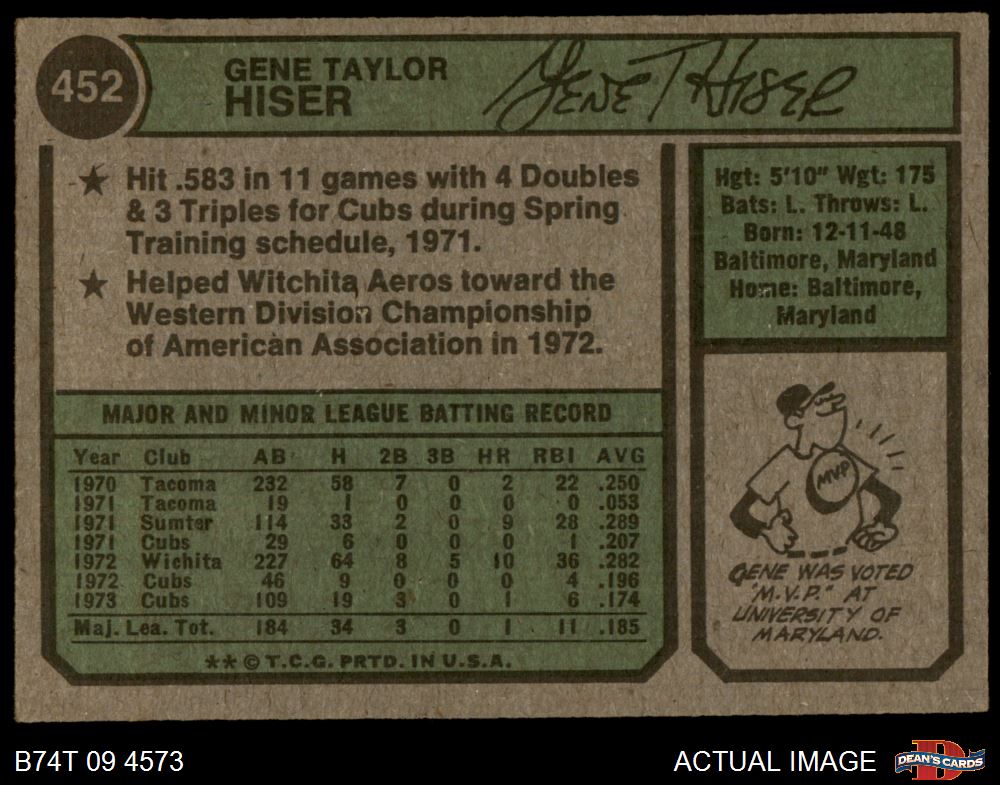 452
GENE TAYLOR
HISER
Gene T Hiser
★ Hit .583 in 11 games with 4 Doubles
& 3 Triples for Cubs during Spring
Training schedule, 1971.
★ Helped Witchita Aeros toward the
Western Division Championship
of American Association in 1972.
Hgt: 5'10" Wgt: 175
Bats: L. Throws: L.
Born: 12-11-48
Baltimore, Maryland
Home: Baltimore,
Maryland
MAJOR AND MINOR LEAGUE BATTING RECORD
Year Club AB H 2B 3B HR RBI AVG
1970 Tacoma 232 58 7 0 2 22 .250
1971 Tacoma 19 1 0 0 0 0 .053
1971 Sumter 114 33 2 0 9 28 .289
1971 Cubs 29 6 0 0 0 1 .207
1972 Wichita 227 64 8 5 10 36 .282
1972 Cubs 46 9 0 0 0 4 .196
1973 Cubs 109 19 3 0 1 6 .174
Maj. Lea. Tot. 184 34 3 0 1 11 .185
** © T.C.G. PRTD. IN U.S.A.
MVP
GENE WAS VOTED
"M.V.P." AT
UNIVERSITY OF
MARYLAND.
B74T 09 4573
ACTUAL IMAGE
D
DEAN'S CARDS